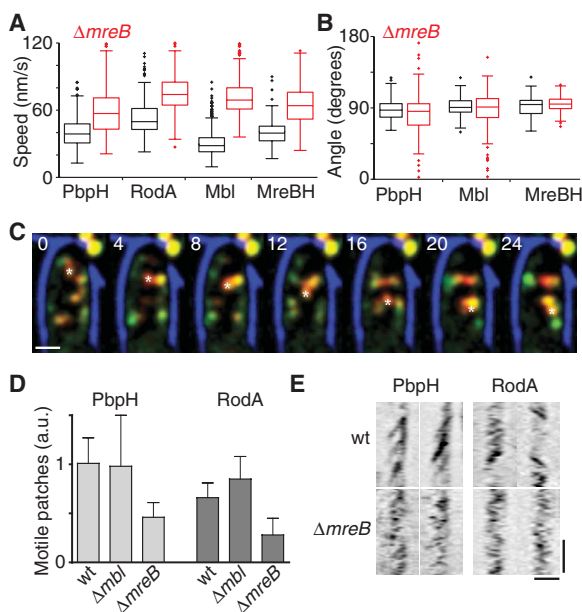 A
ΔmreB
Speed (nm/s)
120
60
0
PbpH
RodA
Mbl
MreBH
B
ΔmreB
Angle (degrees)
180
90
0
PbpH
Mbl
MreBH
C
0
4
8
12
16
20
24
*
*
*
*
*
*
*
D
PbpH
RodA
Motile patches (a.u.)
1
0
wt
Δmbl
ΔmreB
wt
Δmbl
ΔmreB
E
PbpH
RodA
wt
ΔmreB